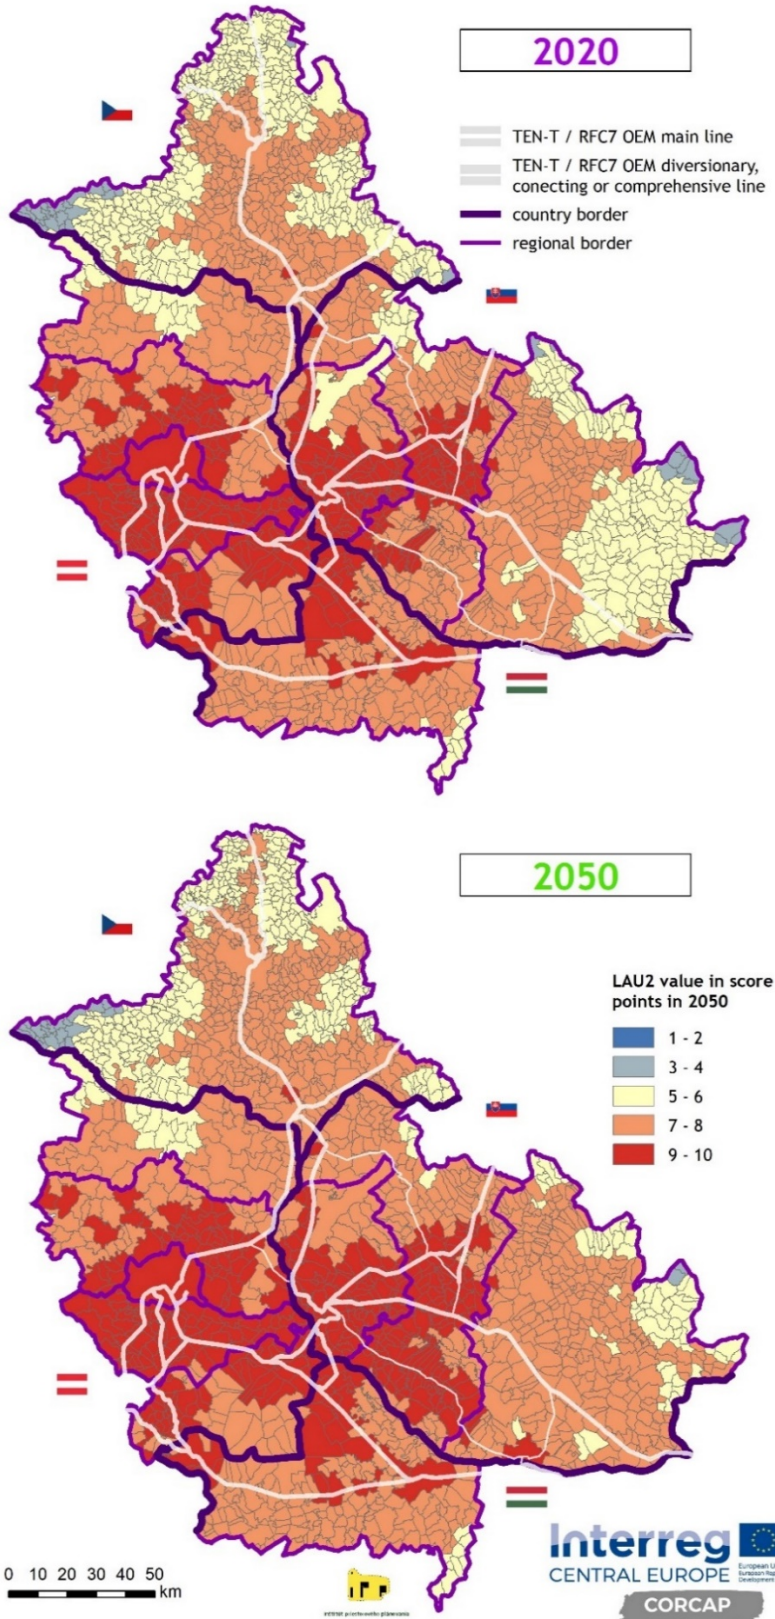 2020
TEN-T / RFC7 OEM main line
TEN-T / RFC7 OEM diversionary,
conecting or comprehensive line
country border
regional border
2050
LAU2 value in score
points in 2050
1 - 2
3 - 4
5 - 6
7 - 8
9 - 10
0 10 20 30 40 50
km
Interreg
CENTRAL EUROPE
European
Development
CORCAP